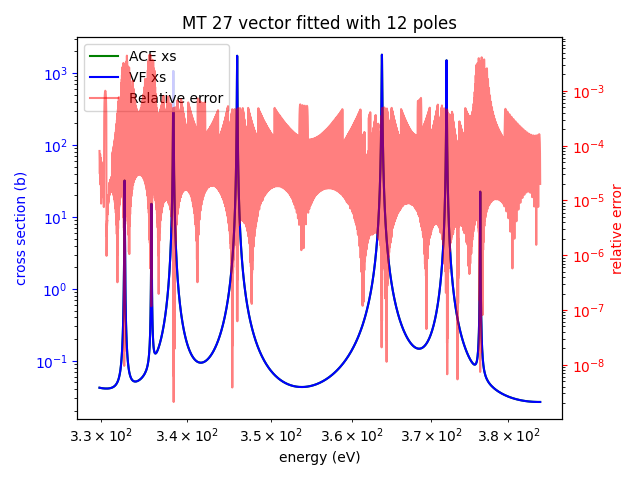 MT 27 vector fitted with 12 poles
ACE xs
VF xs
Relative error
cross section (b)
10³
10²
10¹
10⁰
10⁻¹
relative error
10⁻³
10⁻⁴
10⁻⁵
10⁻⁶
10⁻⁷
10⁻⁸
3.3 × 10² 3.4 × 10² 3.5 × 10² 3.6 × 10² 3.7 × 10² 3.8 × 10²
energy (eV)